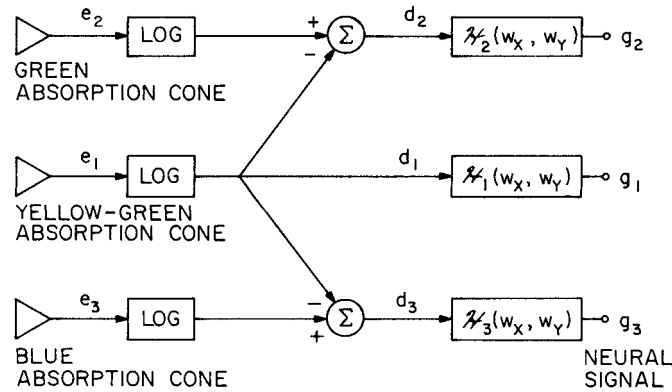 e2 LOG + − Σ d2 ℋ2(wX, wY) g2
GREEN
ABSORPTION CONE
e1 LOG d1 ℋ1(wX, wY) g1
YELLOW-GREEN
ABSORPTION CONE
e3 LOG − + Σ d3 ℋ3(wX, wY) g3
BLUE
ABSORPTION CONE
NEURAL
SIGNAL